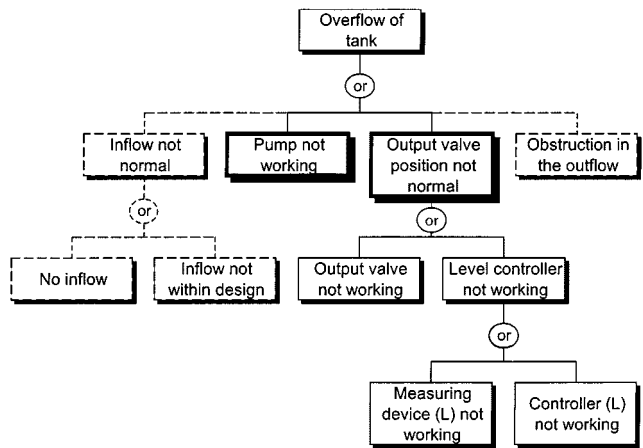 Overflow of
tank
or
Inflow not
normal
Pump not
working
Output valve
position not
normal
Obstruction in
the outflow
or
or
No inflow
Inflow not
within design
Output valve
not working
Level controller
not working
or
Measuring
device (L) not
working
Controller (L)
not working